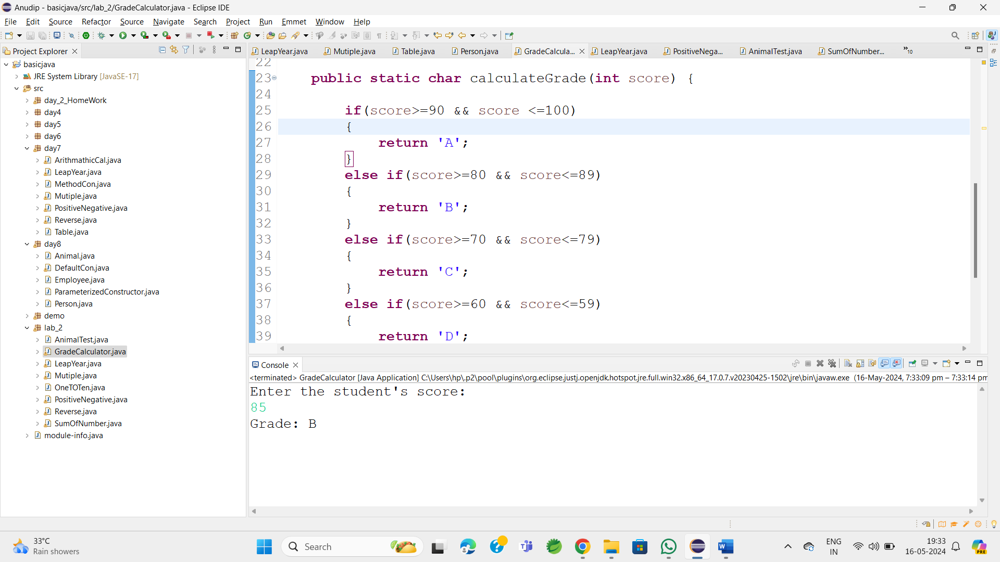 Anudip - basicjava/src/lab_2/GradeCalculator.java - Eclipse IDE
File Edit Source Refactor Source Navigate Search Project Run Emmet Window Help
Project Explorer
basicjava
JRE System Library [JavaSE-17]
src
day_2_HomeWork
day4
day5
day6
day7
ArithmathicCal.java
LeapYear.java
MethodCon.java
Mutiple.java
PositiveNegative.java
Reverse.java
Table.java
day8
Animal.java
DefaultCon.java
Employee.java
ParameterizedConstructor.java
Person.java
demo
lab_2
AnimalTest.java
GradeCalculator.java
LeapYear.java
Mutiple.java
OneTOTen.java
PositiveNegative.java
Reverse.java
SumOfNumber.java
module-info.java
LeapYear.java Mutiple.java Table.java Person.java GradeCalcula... LeapYear.java PositiveNega... AnimalTest.java SumOfNumber... »10
22
23 public static char calculateGrade(int score) {
24
25 if(score>=90 && score <=100)
26 {
27 return 'A';
28 }
29 else if(score>=80 && score<=89)
30 {
31 return 'B';
32 }
33 else if(score>=70 && score<=79)
34 {
35 return 'C';
36 }
37 else if(score>=60 && score<=59)
38 {
39 return 'D';
Console
<terminated> GradeCalculator [Java Application] C:\Users\hp\.p2\pool\plugins\org.eclipse.justj.openjdk.hotspot.jre.full.win32.x86_64_17.0.7.v20230425-1502\jre\bin\javaw.exe (16-May-2024, 7:33:09 pm – 7:33:14 pm
Enter the student's score:
85
Grade: B
33°C
Rain showers
Search
ENG
IN
19:33
16-05-2024
PRE